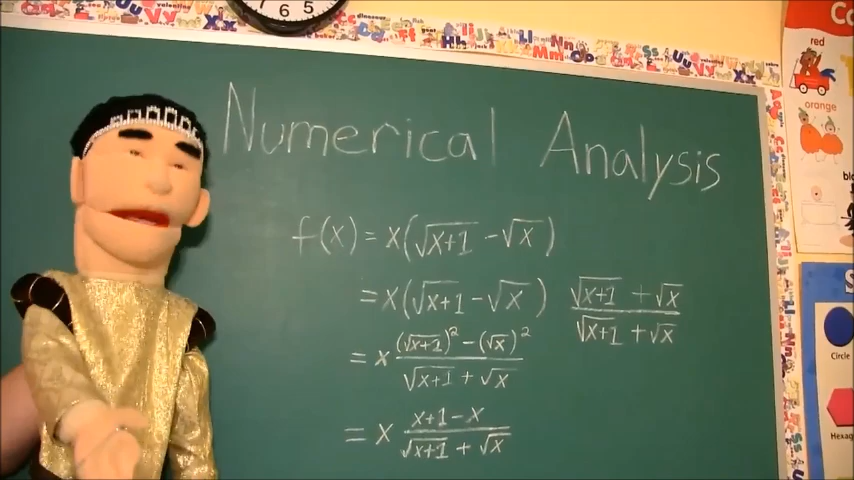 Numerical Analysis
f(x) = x(√x+1 - √x)
= x(√x+1 - √x) √x+1 + √x / √x+1 + √x
= x (√x+1)² - (√x)² / √x+1 + √x
= x x+1 - x / √x+1 + √x
red
orange
Circle
Hexag